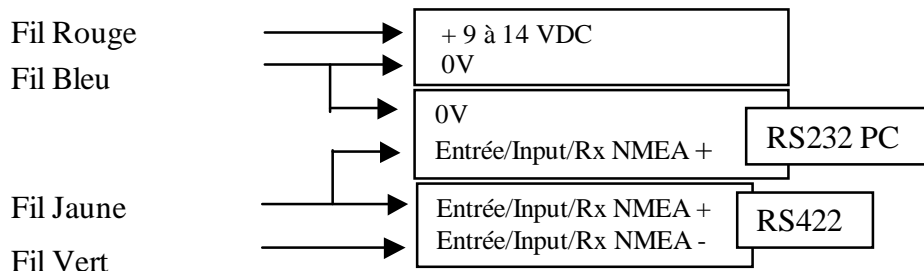 Fil Rouge
+ 9 à 14 VDC
0V
Fil Bleu
0V
Entrée/Input/Rx NMEA +
RS232 PC
Fil Jaune
Entrée/Input/Rx NMEA +
Entrée/Input/Rx NMEA -
RS422
Fil Vert